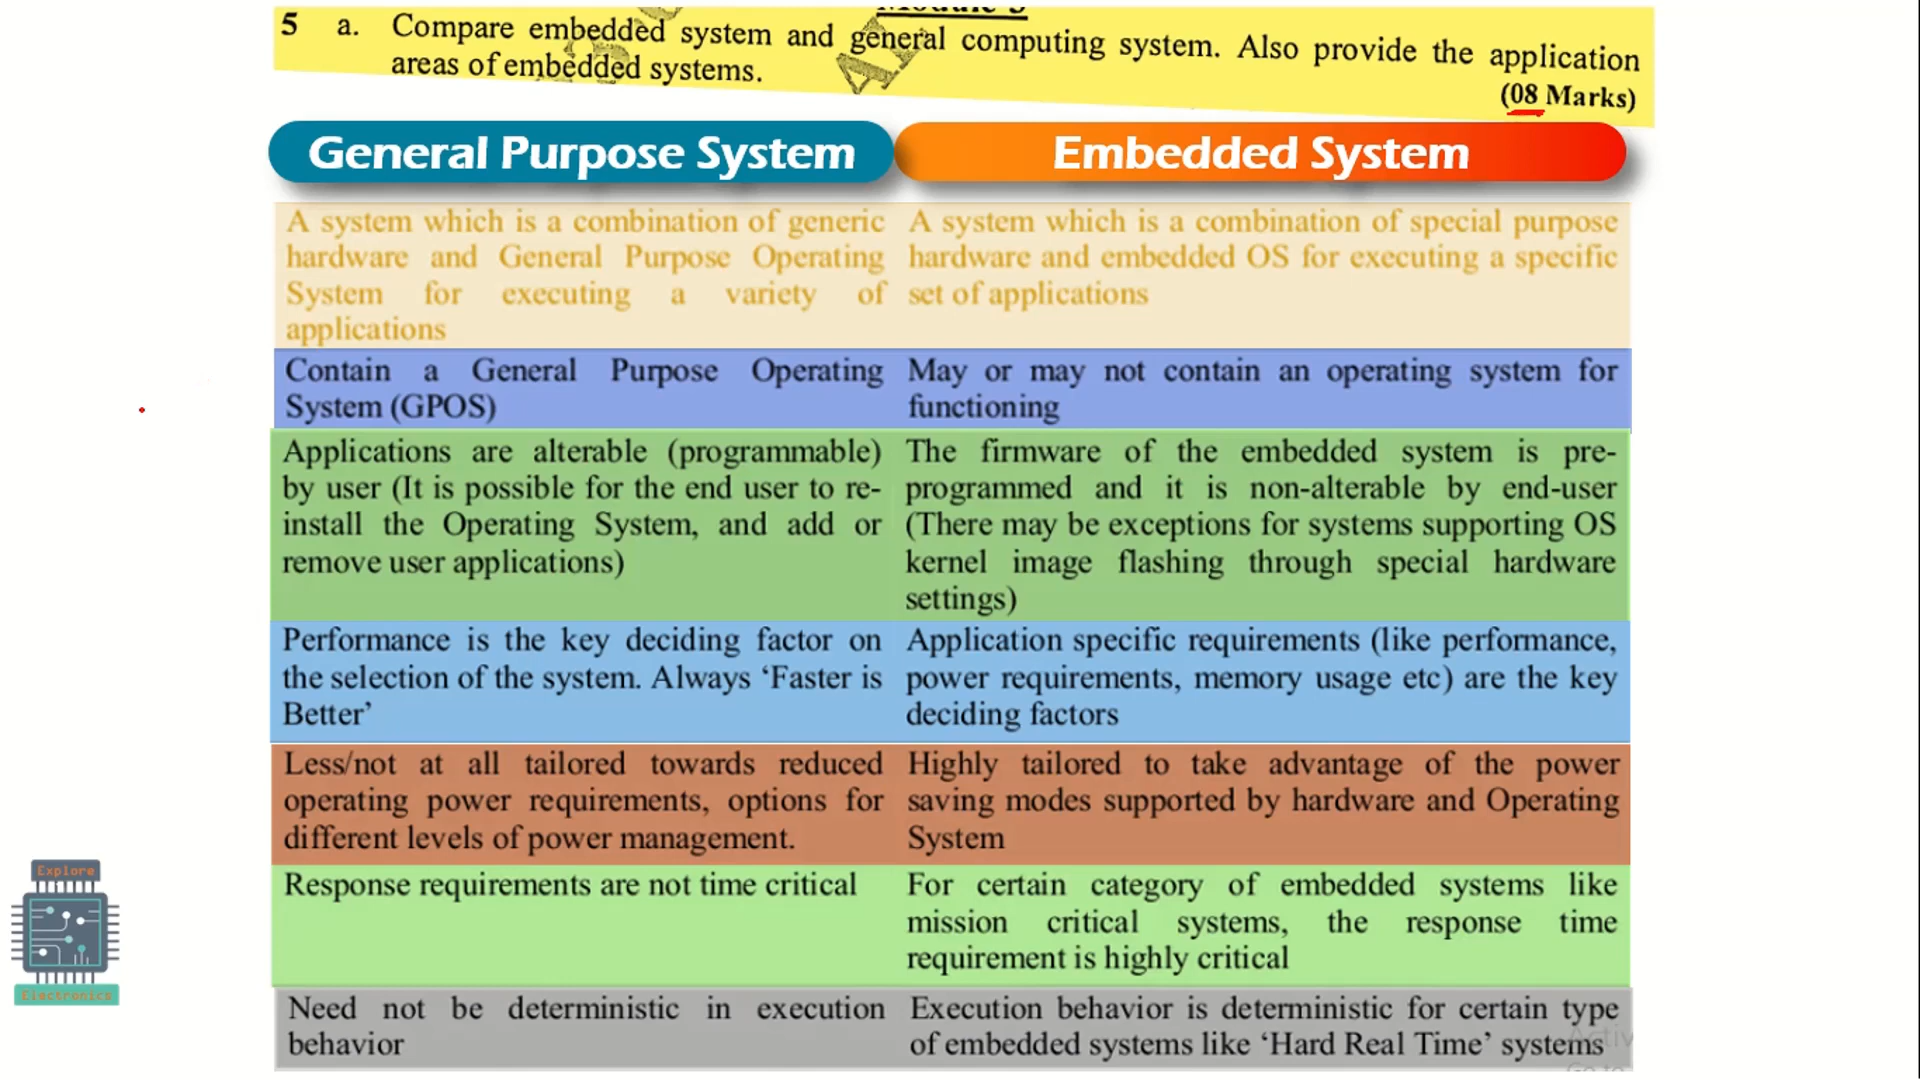 Module-3
5 a. Compare embedded system and general computing system. Also provide the application
areas of embedded systems.
(08 Marks)
General Purpose System
Embedded System
A system which is a combination of generic
hardware and General Purpose Operating
System for executing a variety of
applications
A system which is a combination of special purpose
hardware and embedded OS for executing a specific
set of applications
Contain a General Purpose Operating
System (GPOS)
May or may not contain an operating system for
functioning
Applications are alterable (programmable)
by user (It is possible for the end user to re-
install the Operating System, and add or
remove user applications)
The firmware of the embedded system is pre-
programmed and it is non-alterable by end-user
(There may be exceptions for systems supporting OS
kernel image flashing through special hardware
settings)
Performance is the key deciding factor on
the selection of the system. Always ‘Faster is
Better’
Application specific requirements (like performance,
power requirements, memory usage etc) are the key
deciding factors
Less/not at all tailored towards reduced
operating power requirements, options for
different levels of power management.
Highly tailored to take advantage of the power
saving modes supported by hardware and Operating
System
Response requirements are not time critical
For certain category of embedded systems like
mission critical systems, the response time
requirement is highly critical
Need not be deterministic in execution
behavior
Execution behavior is deterministic for certain type
of embedded systems like ‘Hard Real Time’ systems
Explore
Electronics